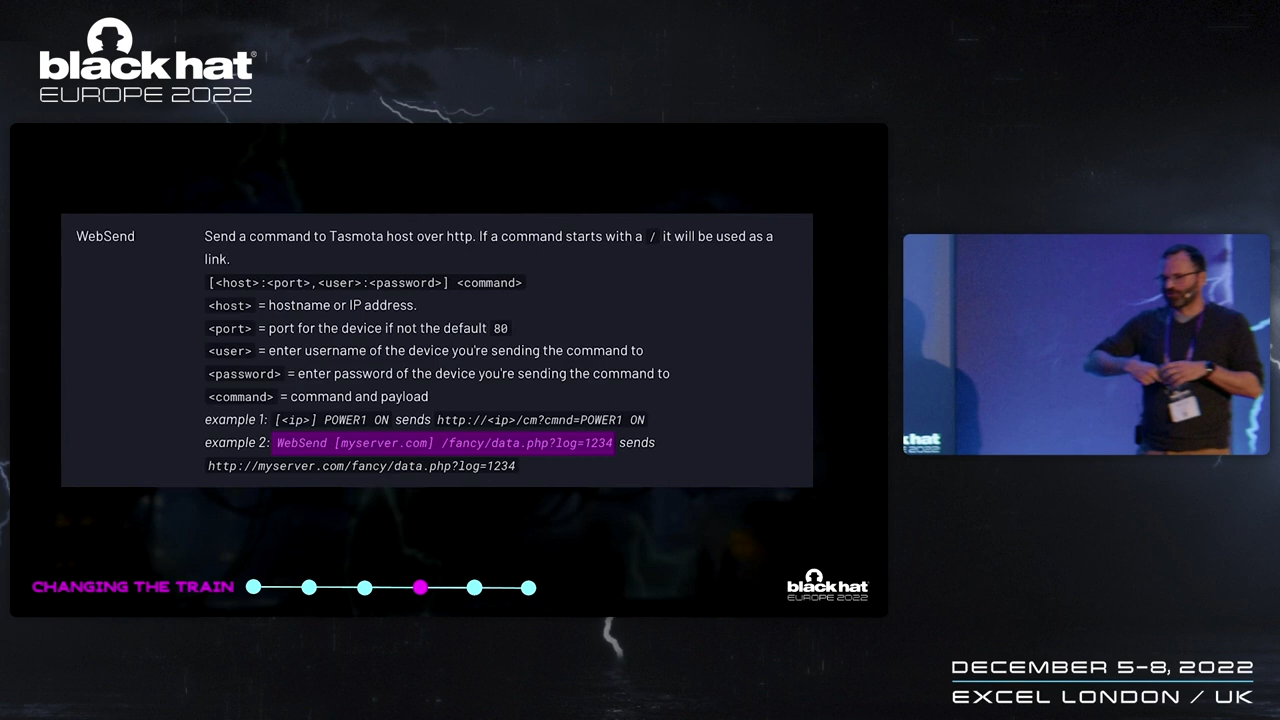 black hat®
EUROPE 2022
WebSend
Send a command to Tasmota host over http. If a command starts with a / it will be used as a
link.
[<host>:<port>,<user>:<password>] <command>
<host> = hostname or IP address.
<port> = port for the device if not the default 80
<user> = enter username of the device you're sending the command to
<password> = enter password of the device you're sending the command to
<command> = command and payload
example 1: [<ip>] POWER1 ON sends http://<ip>/cm?cmnd=POWER1 ON
example 2: WebSend [myserver.com] /fancy/data.php?log=1234 sends
http://myserver.com/fancy/data.php?log=1234
CHANGING THE TRAIN
black hat
EUROPE 2022
hat
2022
DECEMBER 5-8, 2022
EXCEL LONDON / UK